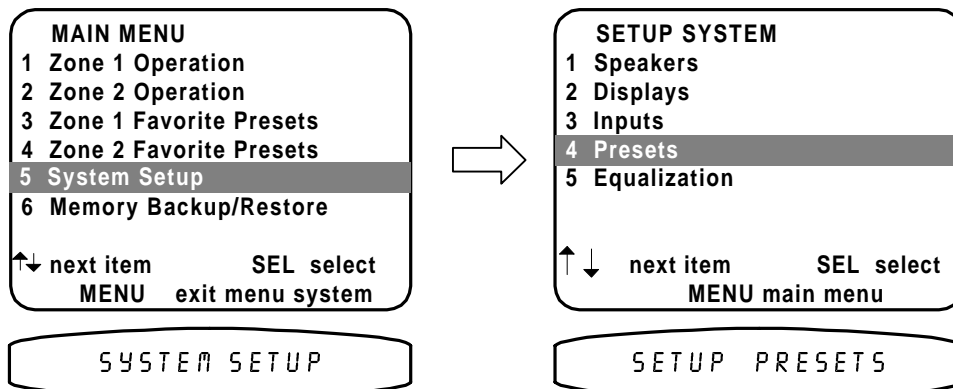 MAIN MENU
1 Zone 1 Operation
2 Zone 2 Operation
3 Zone 1 Favorite Presets
4 Zone 2 Favorite Presets
5 System Setup
6 Memory Backup/Restore
↑↓ next item SEL select
MENU exit menu system
SYSTEM SETUP
SETUP SYSTEM
1 Speakers
2 Displays
3 Inputs
4 Presets
5 Equalization
↑ ↓ next item SEL select
MENU main menu
SETUP PRESETS